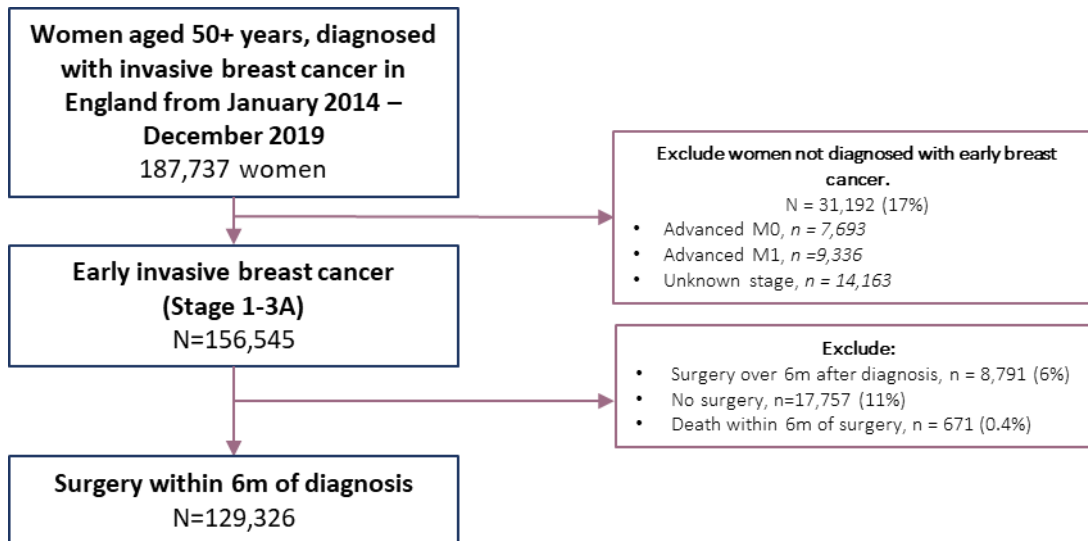 Women aged 50+ years, diagnosed
with invasive breast cancer in
England from January 2014 –
December 2019
187,737 women
Exclude women not diagnosed with early breast
cancer.
N = 31,192 (17%)
• Advanced M0, n = 7,693
• Advanced M1, n =9,336
• Unknown stage, n = 14,163
Early invasive breast cancer
(Stage 1-3A)
N=156,545
Exclude:
• Surgery over 6m after diagnosis, n = 8,791 (6%)
• No surgery, n=17,757 (11%)
• Death within 6m of surgery, n = 671 (0.4%)
Surgery within 6m of diagnosis
N=129,326